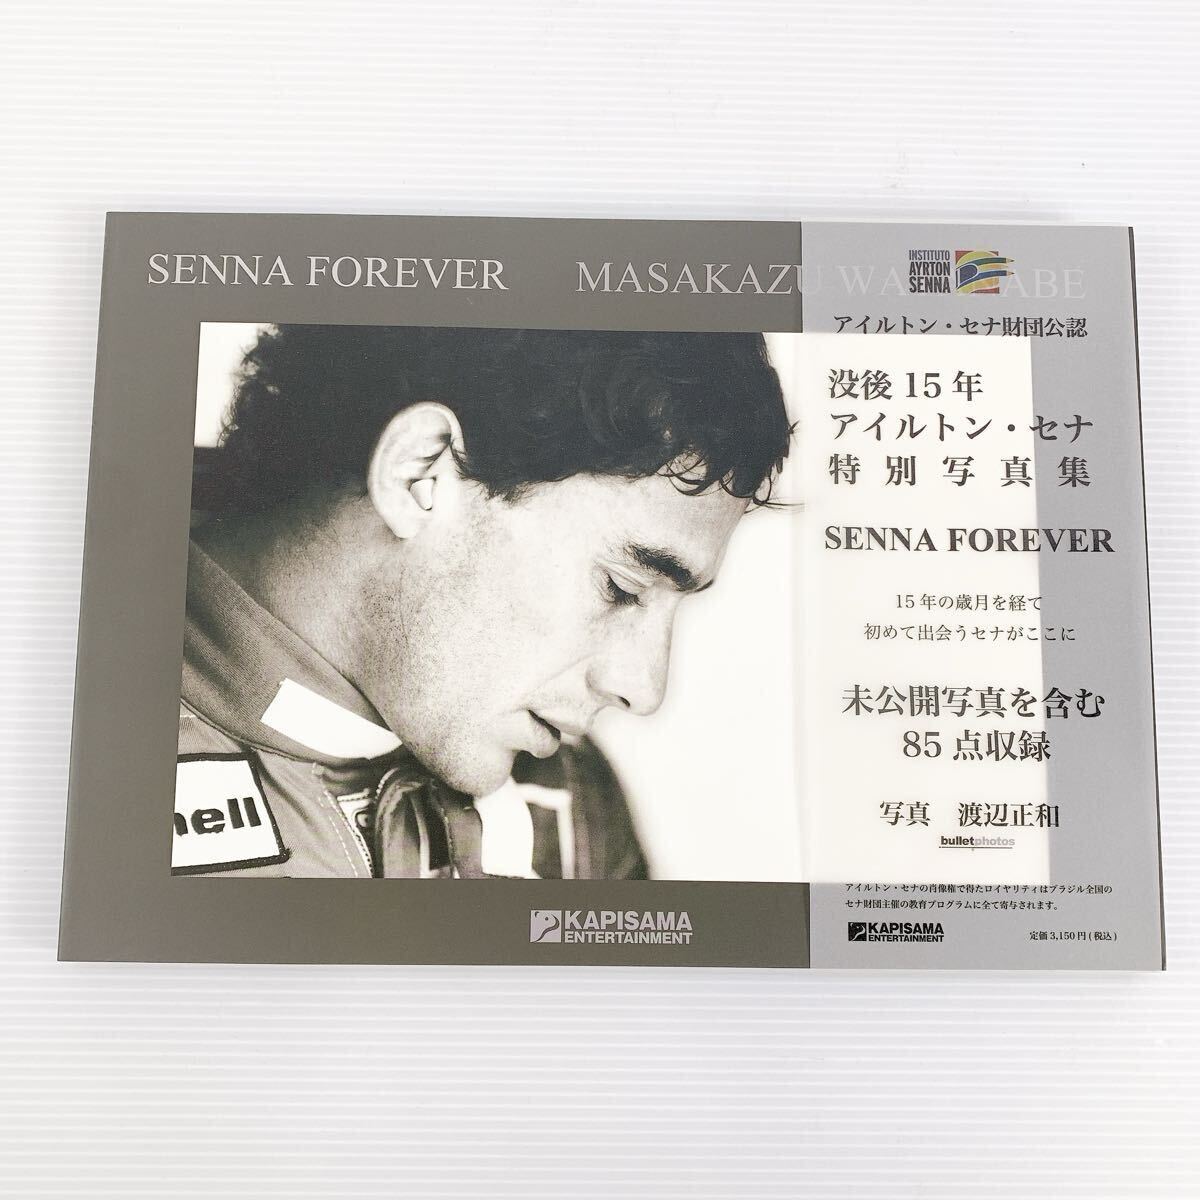 SENNA FOREVER MASAKAZU WATANABE
INSTITUTO
AYRTON
SENNA
アイルトン・セナ財団公認
没後15年
アイルトン・セナ
特別写真集
SENNA FOREVER
15年の歳月を経て
初めて出会うセナがここに
未公開写真を含む
85点収録
写真 渡辺正和
bulletphotos
hell
アイルトン・セナの肖像権で得たロイヤリティはブラジル全国の
セナ財団主催の教育プログラムに全て寄与されます。
KAPISAMA
ENTERTAINMENT
定価3,150円(税込)
KAPISAMA
ENTERTAINMENT